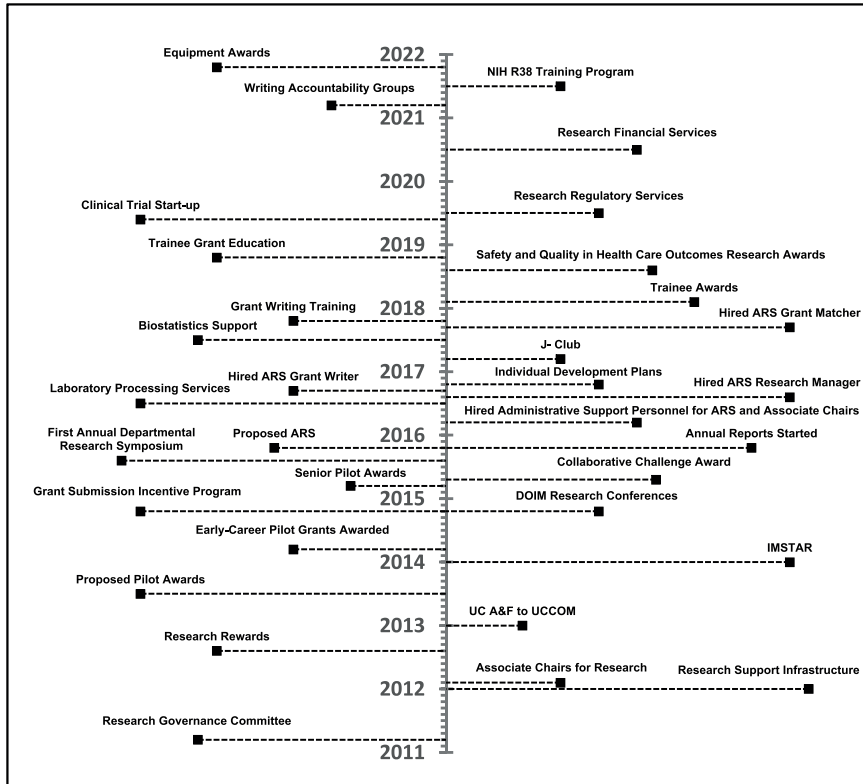 2022
Equipment Awards
NIH R38 Training Program
Writing Accountability Groups
2021
Research Financial Services
2020
Research Regulatory Services
Clinical Trial Start-up
Trainee Grant Education
2019
Safety and Quality in Health Care Outcomes Research Awards
Trainee Awards
Grant Writing Training
2018
Hired ARS Grant Matcher
Biostatistics Support
J- Club
2017
Individual Development Plans
Hired ARS Grant Writer
Hired ARS Research Manager
Laboratory Processing Services
Hired Administrative Support Personnel for ARS and Associate Chairs
2016
First Annual Departmental
Research Symposium
Proposed ARS
Annual Reports Started
Collaborative Challenge Award
Senior Pilot Awards
2015
Grant Submission Incentive Program
DOIM Research Conferences
Early-Career Pilot Grants Awarded
2014
IMSTAR
Proposed Pilot Awards
2013
UC A&F to UCCOM
Research Rewards
Associate Chairs for Research
Research Support Infrastructure
2012
Research Governance Committee
2011